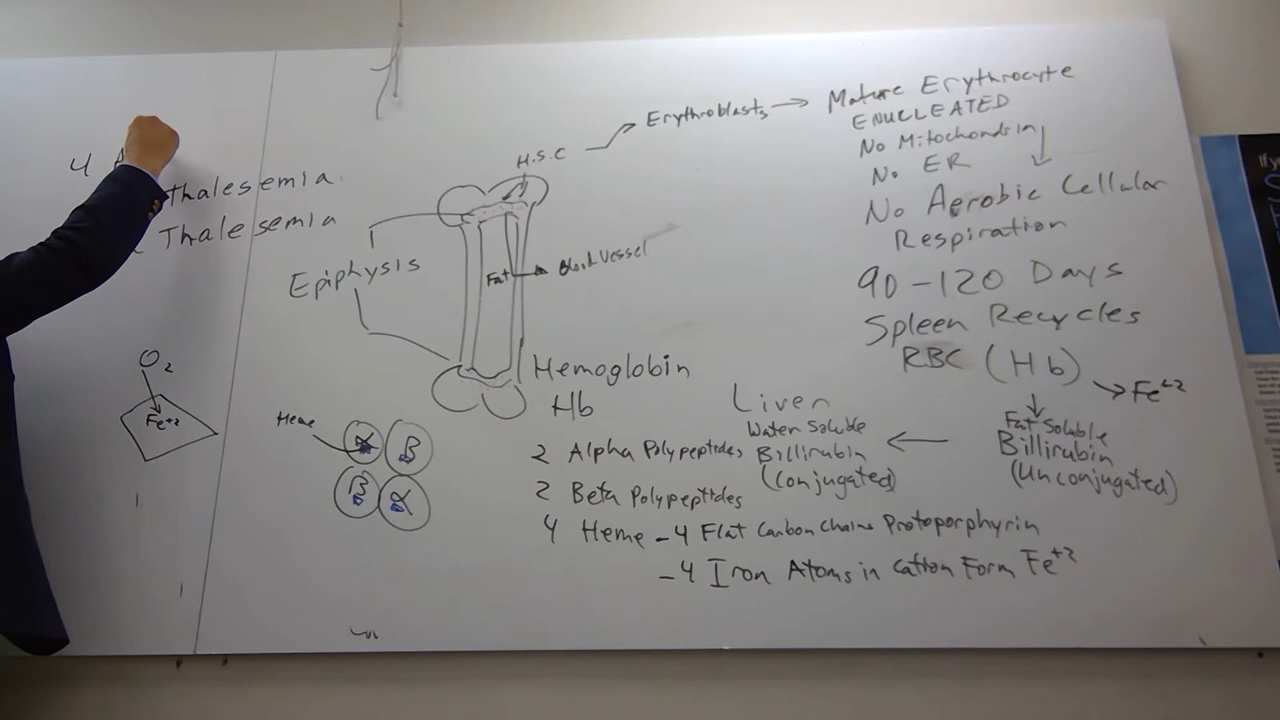 4 A
Thalesemia
Thalesemia
O2
Fe+2
H.S.C
Erythroblasts →
Mature Erythrocyte
ENUCLEATED
No Mitochondria
No ER
No Aerobic Cellular
Respiration
90-120 Days
Spleen Recycles
RBC (Hb)
Fe+2
Fat Soluble
Billirubin
(Unconjugated)
Liver
Water Soluble
Billirubin
(Conjugated)
Epiphysis
Fat
Blood Vessel
Heme
α B
B α
Hemoglobin
Hb
2 Alpha Polypeptides
2 Beta Polypeptides
4 Heme - 4 Flat Carbon Chains Protoporphyrin
- 4 Iron Atoms in Cation Form Fe+2
If